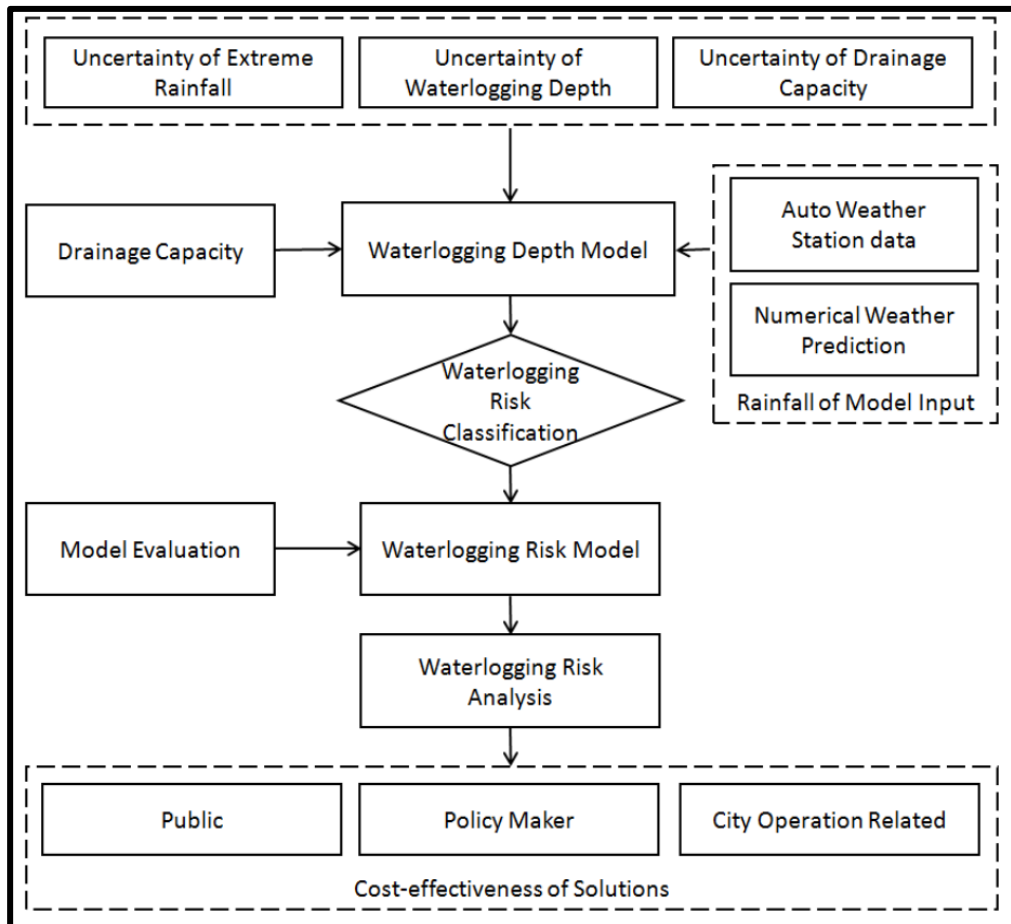 Uncertainty of Extreme
Rainfall
Uncertainty of
Waterlogging Depth
Uncertainty of Drainage
Capacity
Drainage Capacity
Waterlogging Depth Model
Auto Weather
Station data
Numerical Weather
Prediction
Rainfall of Model Input
Waterlogging
Risk
Classification
Model Evaluation
Waterlogging Risk Model
Waterlogging Risk
Analysis
Public
Policy Maker
City Operation Related
Cost-effectiveness of Solutions